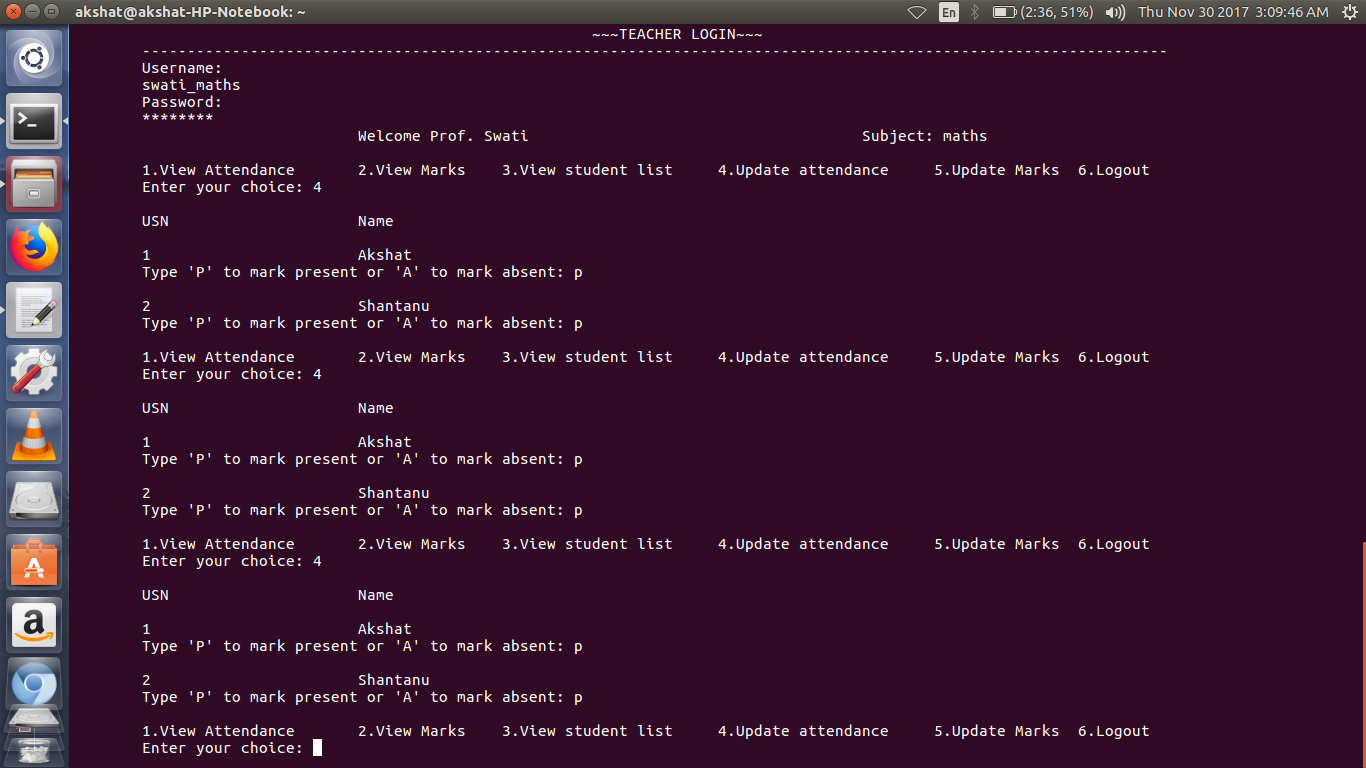 akshat@akshat-HP-Notebook: ~
En (2:36, 51%) Thu Nov 30 2017 3:09:46 AM
~~~TEACHER LOGIN~~~
------------------------------------------------------------------------------------------------------------------
Username:
swati_maths
Password:
********
Welcome Prof. Swati Subject: maths
1.View Attendance 2.View Marks 3.View student list 4.Update attendance 5.Update Marks 6.Logout
Enter your choice: 4
USN Name
1 Akshat
Type 'P' to mark present or 'A' to mark absent: p
2 Shantanu
Type 'P' to mark present or 'A' to mark absent: p
1.View Attendance 2.View Marks 3.View student list 4.Update attendance 5.Update Marks 6.Logout
Enter your choice: 4
USN Name
1 Akshat
Type 'P' to mark present or 'A' to mark absent: p
2 Shantanu
Type 'P' to mark present or 'A' to mark absent: p
1.View Attendance 2.View Marks 3.View student list 4.Update attendance 5.Update Marks 6.Logout
Enter your choice: 4
USN Name
1 Akshat
Type 'P' to mark present or 'A' to mark absent: p
2 Shantanu
Type 'P' to mark present or 'A' to mark absent: p
1.View Attendance 2.View Marks 3.View student list 4.Update attendance 5.Update Marks 6.Logout
Enter your choice: